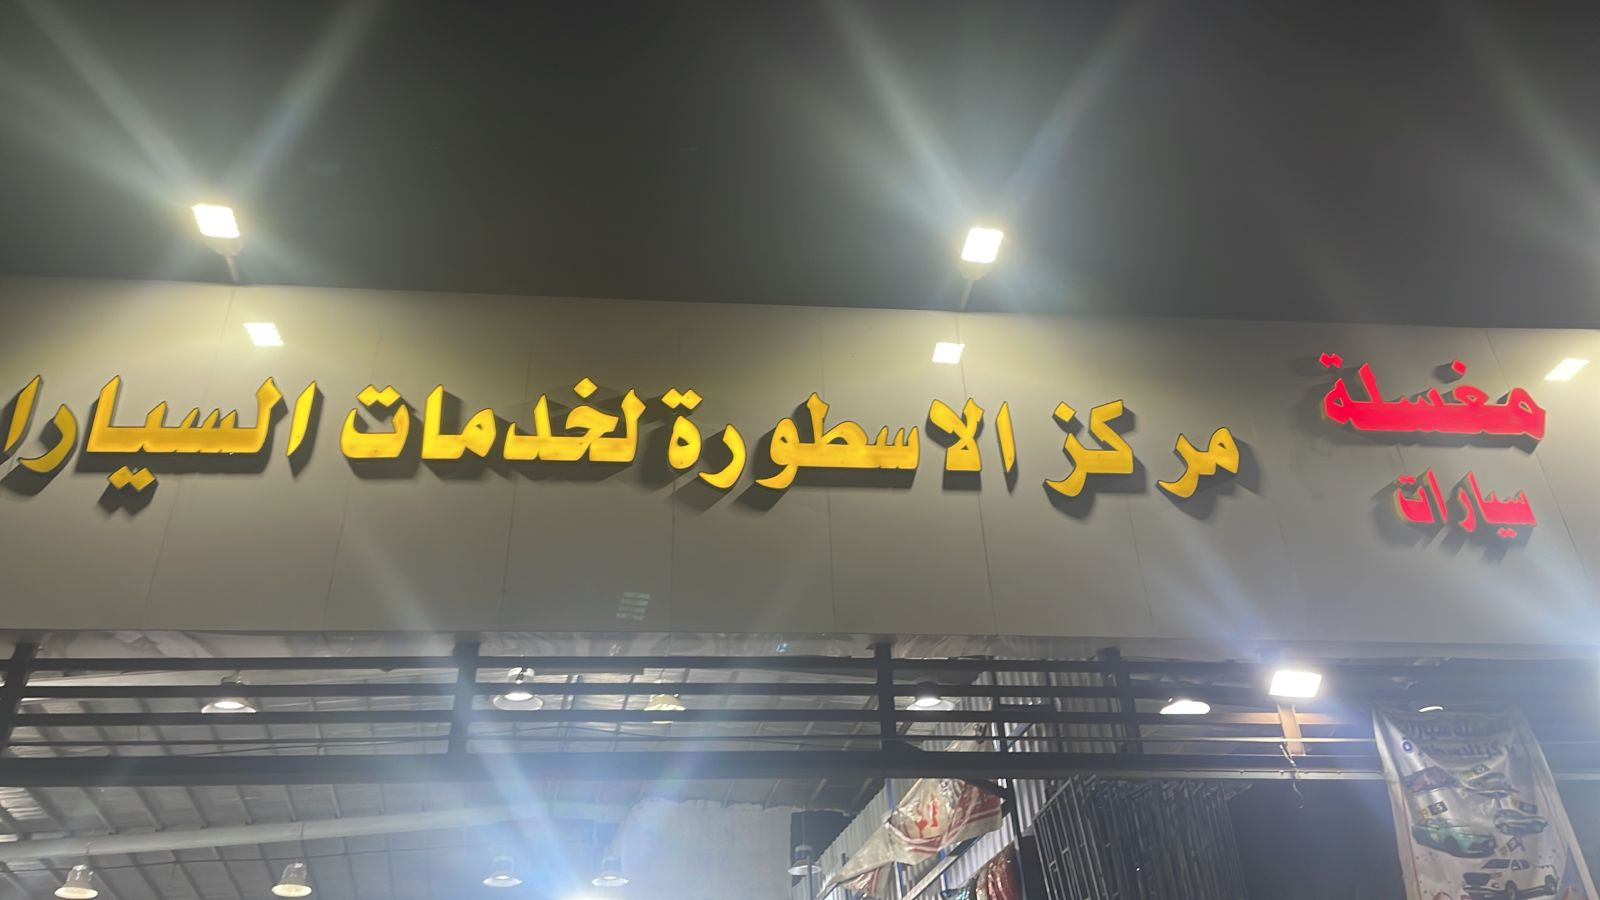 مغسلة
سيارات
مركز الاسطورة لخدمات السيارا